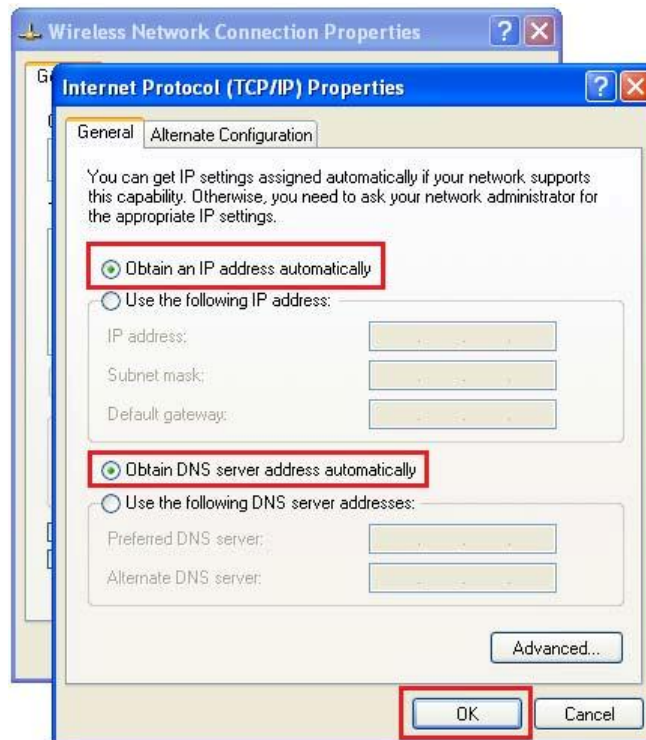 Wireless Network Connection Properties
Internet Protocol (TCP/IP) Properties
General
Alternate Configuration
You can get IP settings assigned automatically if your network supports
this capability. Otherwise, you need to ask your network administrator for
the appropriate IP settings.
Obtain an IP address automatically
Use the following IP address:
IP address:
Subnet mask:
Default gateway:
Obtain DNS server address automatically
Use the following DNS server addresses:
Preferred DNS server:
Alternate DNS server:
Advanced...
OK
Cancel